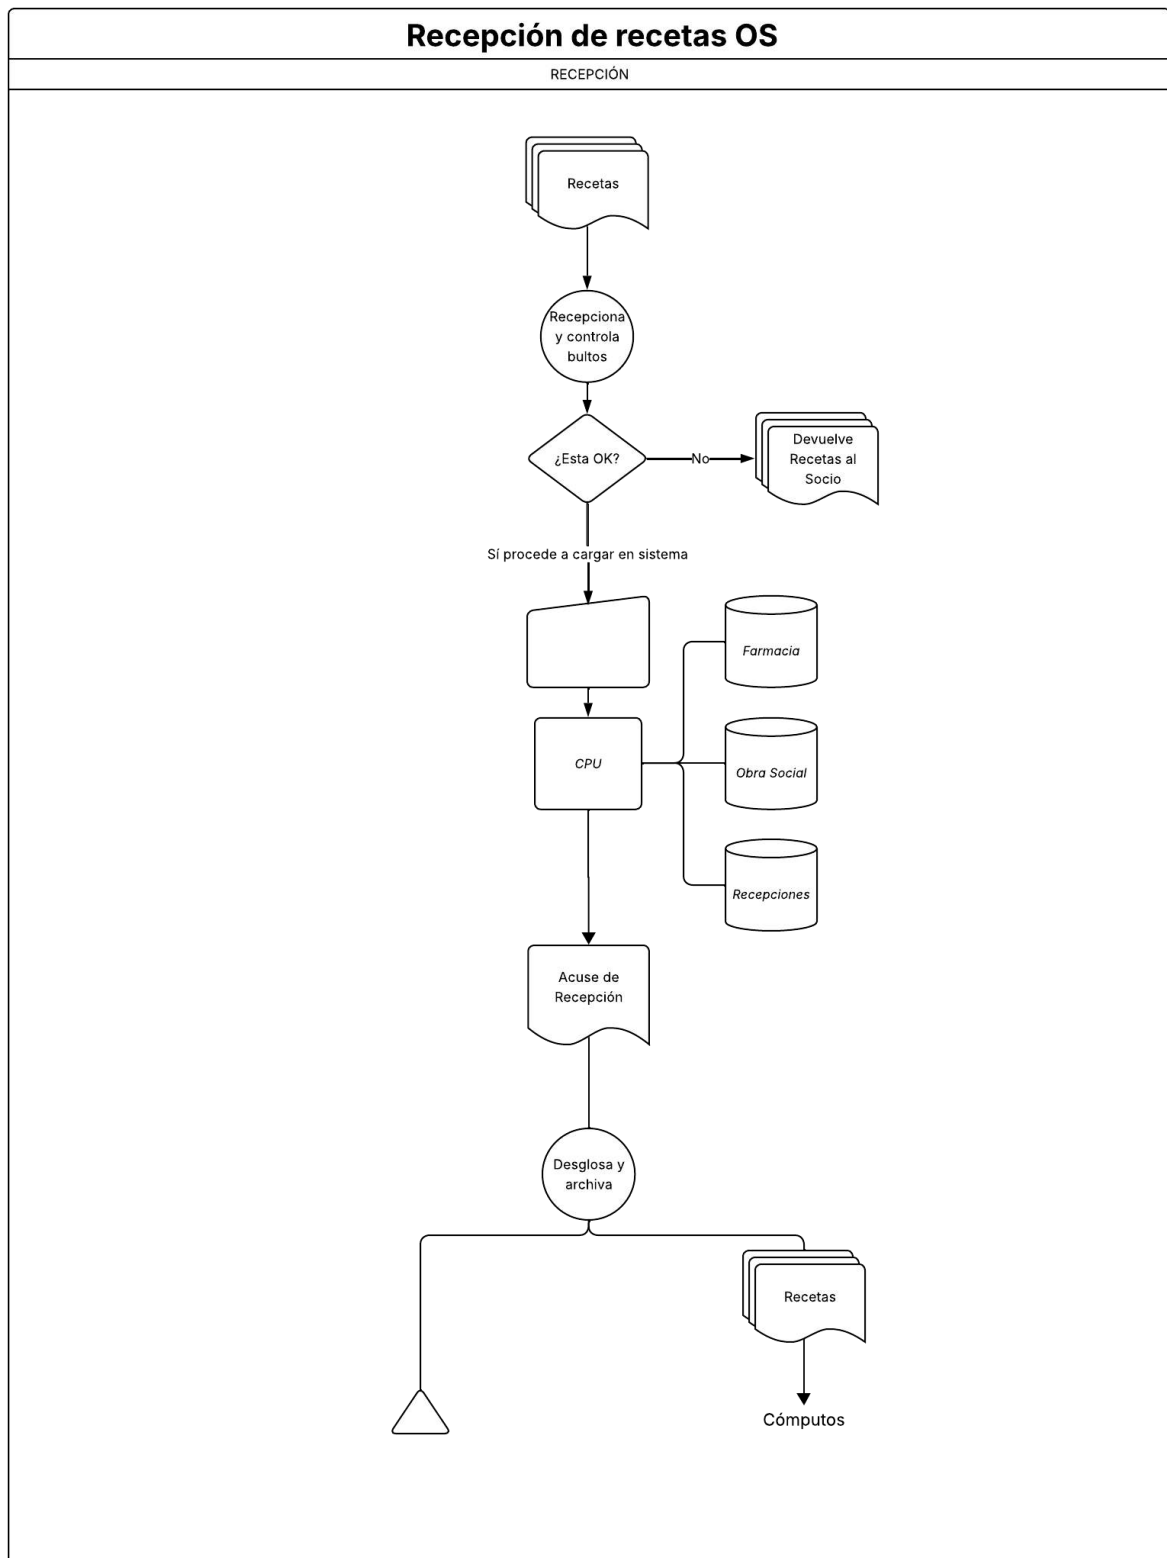 Recepción de recetas OS
RECEPCIÓN
Recetas
Recepciona
y controla
bultos
¿Esta OK?
No
Devuelve
Recetas al
Socio
Sí procede a cargar en sistema
Farmacia
CPU
Obra Social
Recepciones
Acuse de
Recepción
Desglosa y
archiva
Recetas
Cómputos